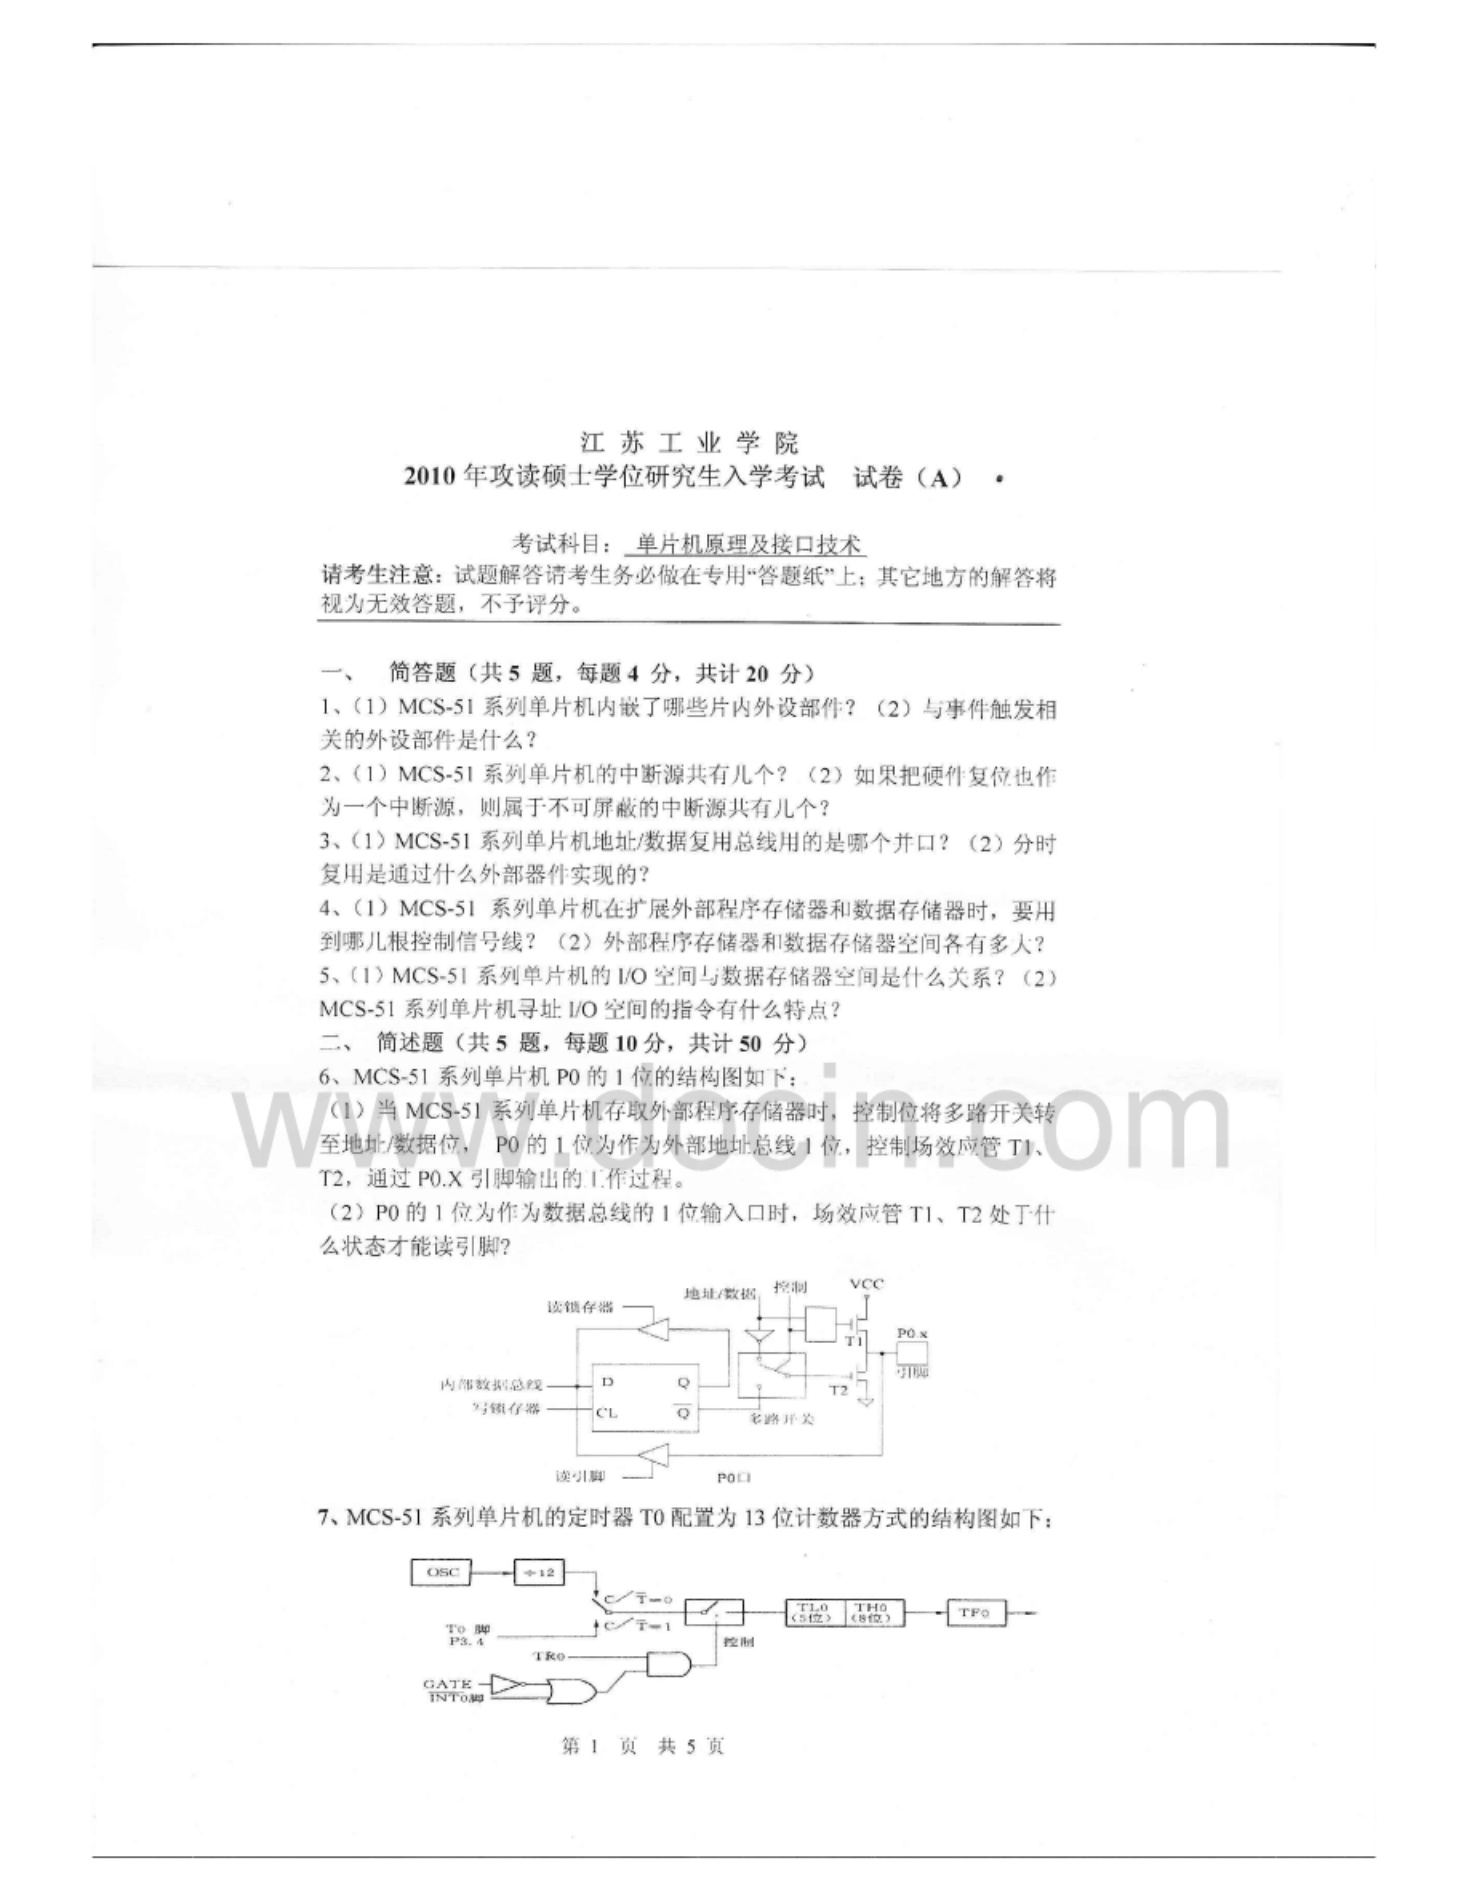 江 苏 工 业 学 院
2010 年攻读硕士学位研究生入学考试 试卷（A）
考试科目： 单片机原理及接口技术
请考生注意：试题解答请考生务必做在专用“答题纸”上；其它地方的解答将
视为无效答题，不予评分。
一、 简答题（共 5 题，每题 4 分，共计 20 分）
1、（1）MCS-51 系列单片机内嵌了哪些片内外设部件？（2）与事件触发相
关的外设部件是什么？
2、（1）MCS-51 系列单片机的中断源共有几个？（2）如果把硬件复位也作
为一个中断源，则属于不可屏蔽的中断源共有几个？
3、（1）MCS-51 系列单片机地址/数据复用总线用的是哪个并口？（2）分时
复用是通过什么外部器件实现的？
4、（1）MCS-51 系列单片机在扩展外部程序存储器和数据存储器时，要用
到哪几根控制信号线？（2）外部程序存储器和数据存储器空间各有多大？
5、（1）MCS-51 系列单片机的 I/O 空间与数据存储器空间是什么关系？（2）
MCS-51 系列单片机寻址 I/O 空间的指令有什么特点？
二、 简述题（共 5 题，每题 10 分，共计 50 分）
6、MCS-51 系列单片机 P0 的 1 位的结构图如下：
（1）当 MCS-51 系列单片机存取外部程序存储器时，控制位将多路开关转
至地址/数据位， P0 的 1 位为作为外部地址总线 1 位，控制场效应管 T1、
T2，通过 P0.X 引脚输出的工作过程。
（2）P0 的 1 位为作为数据总线的 1 位输入口时，场效应管 T1、T2 处于什
么状态才能读引脚？
www.docin.com
地址/数据 控制 VCC
读锁存器
T1 P0.x
引脚
内部数据总线 D Q T2
写锁存器 CL Q̅ 多路开关
读引脚 P0口
7、MCS-51 系列单片机的定时器 T0 配置为 13 位计数器方式的结构图如下：
OSC ÷12
C/T̅=0
TL0 (5位) TH0 (8位) TF0
T0 脚 P3.4 C/T̅=1
控制
TR0
GATE
I̅N̅T̅0̅脚
第 1 页 共 5 页